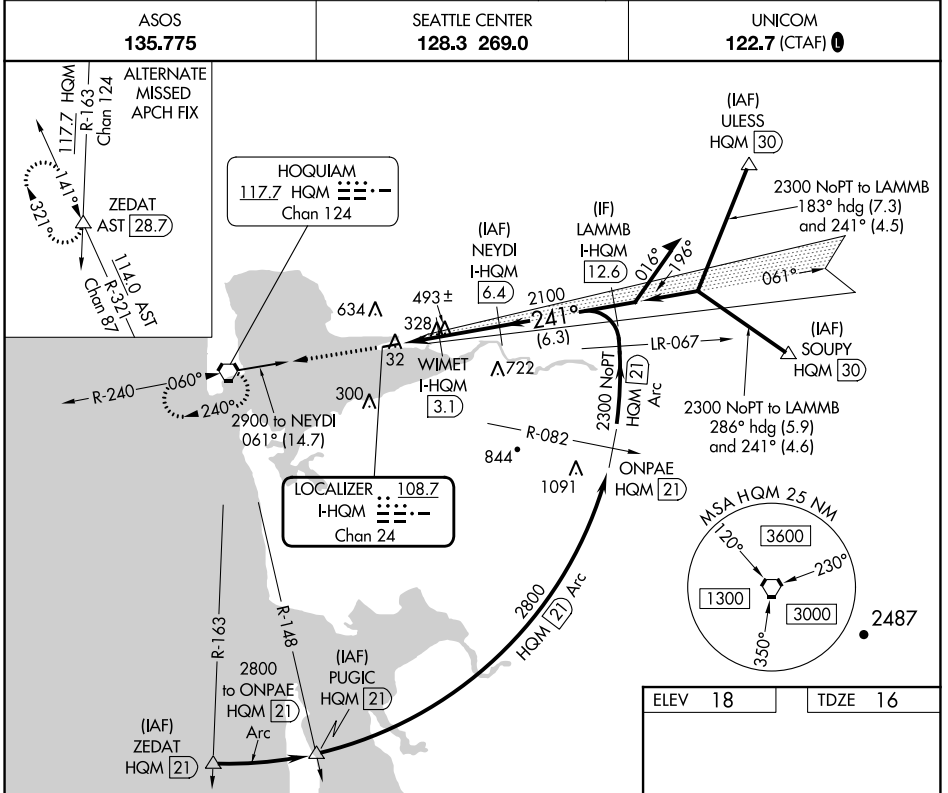 ASOS
135.775
SEATTLE CENTER
128.3 269.0
UNICOM
122.7 (CTAF) L
ALTERNATE
MISSED
APCH FIX
117.7 HQM
R-163
Chan 124
141°
321°
ZEDAT
AST 28.7
114.0 AST
R-321
Chan 87
HOQUIAM
117.7 HQM
Chan 124
(IAF)
ULESS
HQM 30
2300 NoPT to LAMMB
183° hdg (7.3)
and 241° (4.5)
(IAF)
NEYDI
I-HQM
6.4
(IF)
LAMMB
I-HQM
12.6
016°
196°
061°
634
493 ±
328
2100
241°
(6.3)
32
WIMET
I-HQM
3.1
722
LR-067
(IAF)
SOUPY
HQM 30
R-240
060°
240°
300
2900 to NEYDI
061° (14.7)
2300 NoPT
HQM 21
Arc
2300 NoPT to LAMMB
286° hdg (5.9)
and 241° (4.6)
R-082
844
1091
ONPAE
HQM 21
LOCALIZER 108.7
I-HQM
Chan 24
MSA HQM 25 NM
120°
3600
230°
1300
3000
350°
2487
R-163
R-148
2800
HQM 21 Arc
(IAF)
PUGIC
HQM 21
2800
to ONPAE
HQM 21
Arc
(IAF)
ZEDAT
HQM 21
ELEV 18
TDZE 16